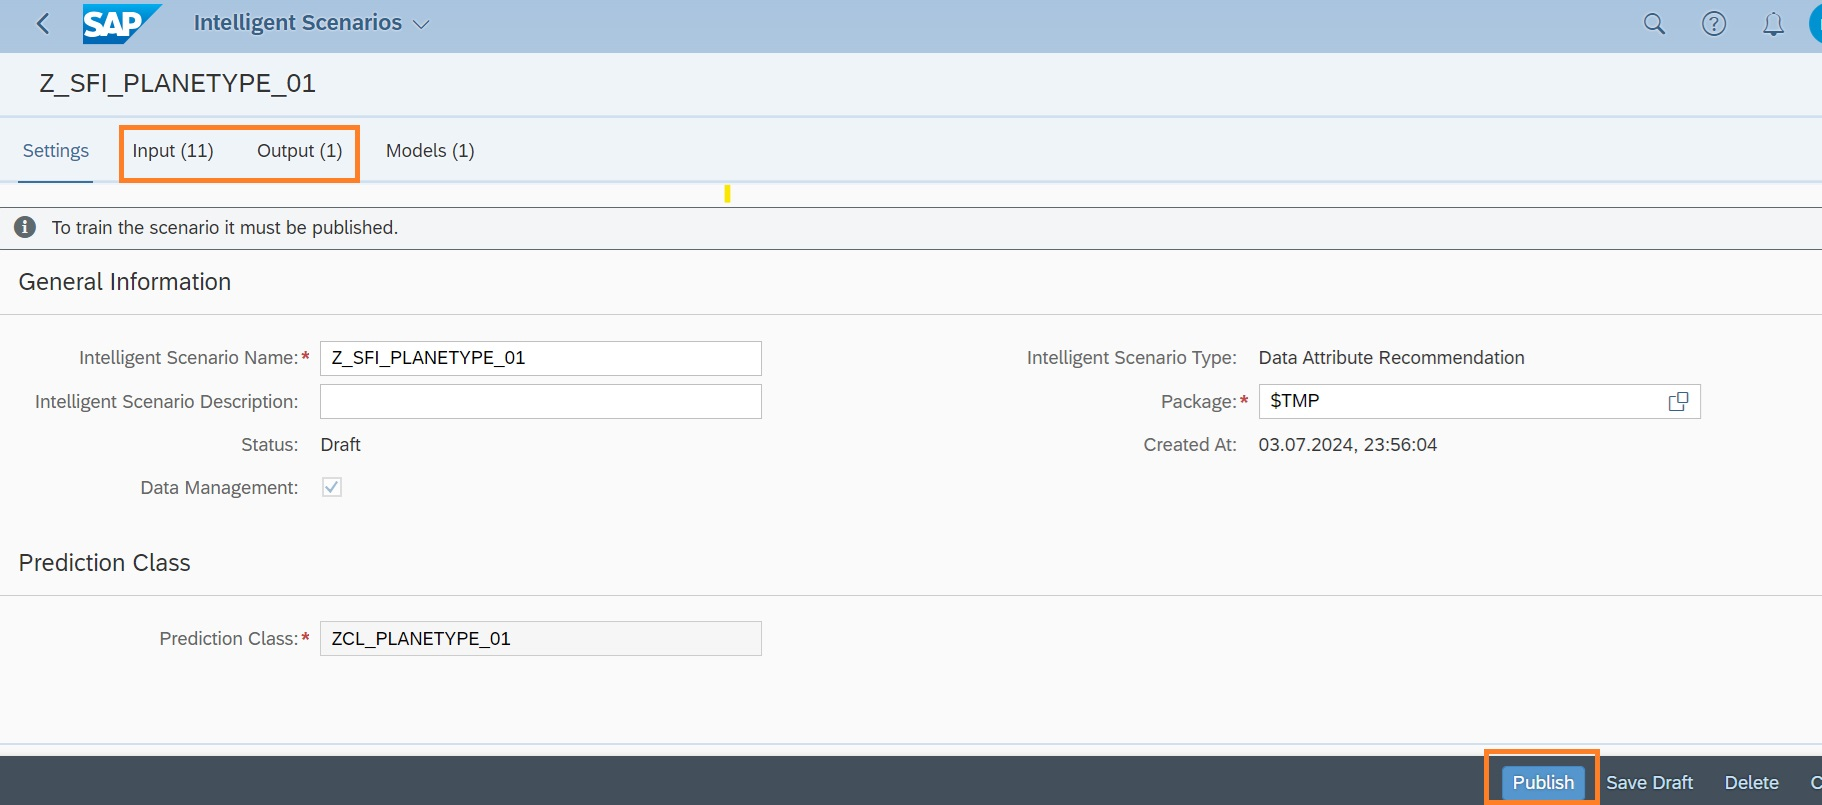 SAP Intelligent Scenarios
Z_SFI_PLANETYPE_01
Settings Input (11) Output (1) Models (1)
To train the scenario it must be published.
General Information
Intelligent Scenario Name:* Z_SFI_PLANETYPE_01 Intelligent Scenario Type: Data Attribute Recommendation
Intelligent Scenario Description: Package:* $TMP
Status: Draft Created At: 03.07.2024, 23:56:04
Data Management:
Prediction Class
Prediction Class:* ZCL_PLANETYPE_01
Publish Save Draft Delete